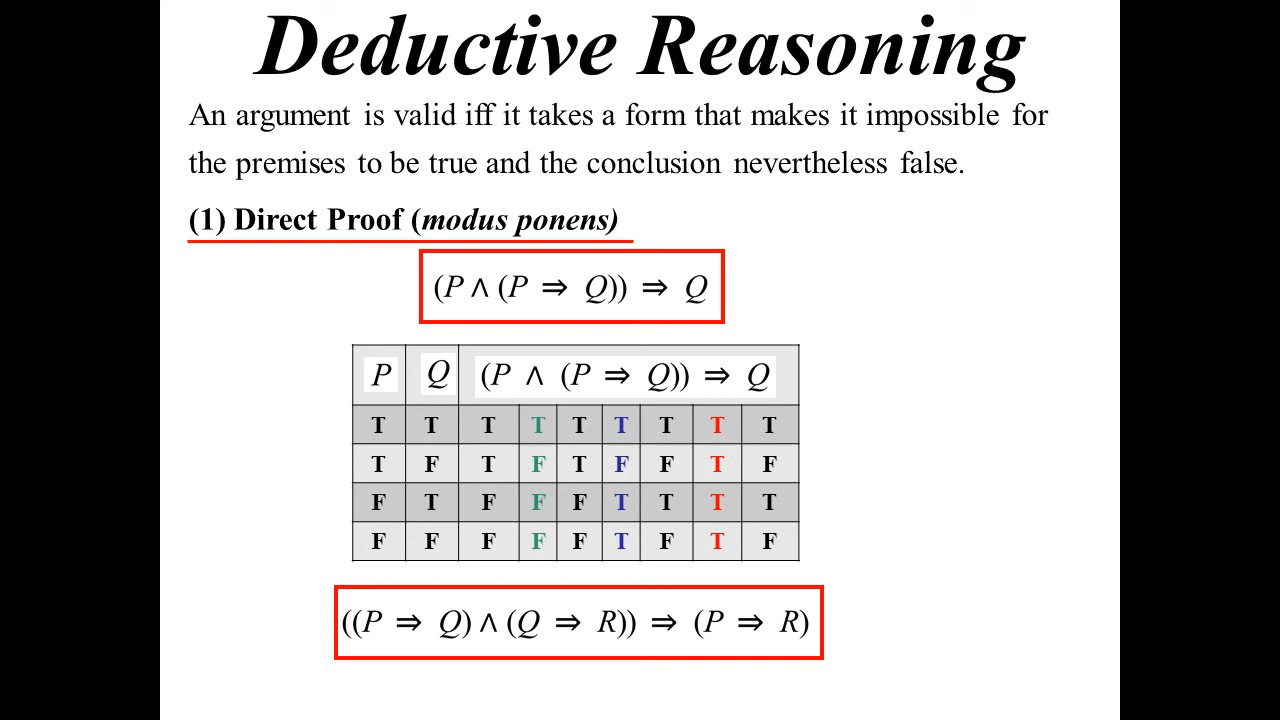 Deductive Reasoning
An argument is valid iff it takes a form that makes it impossible for
the premises to be true and the conclusion nevertheless false.
(1) Direct Proof (modus ponens)
(P ∧ (P ⇒ Q)) ⇒ Q
P Q (P ∧ (P ⇒ Q)) ⇒ Q
T T T T T T T T T
T F T F T F F T F
F T F F F T T T T
F F F F F T F T F
((P ⇒ Q) ∧ (Q ⇒ R)) ⇒ (P ⇒ R)